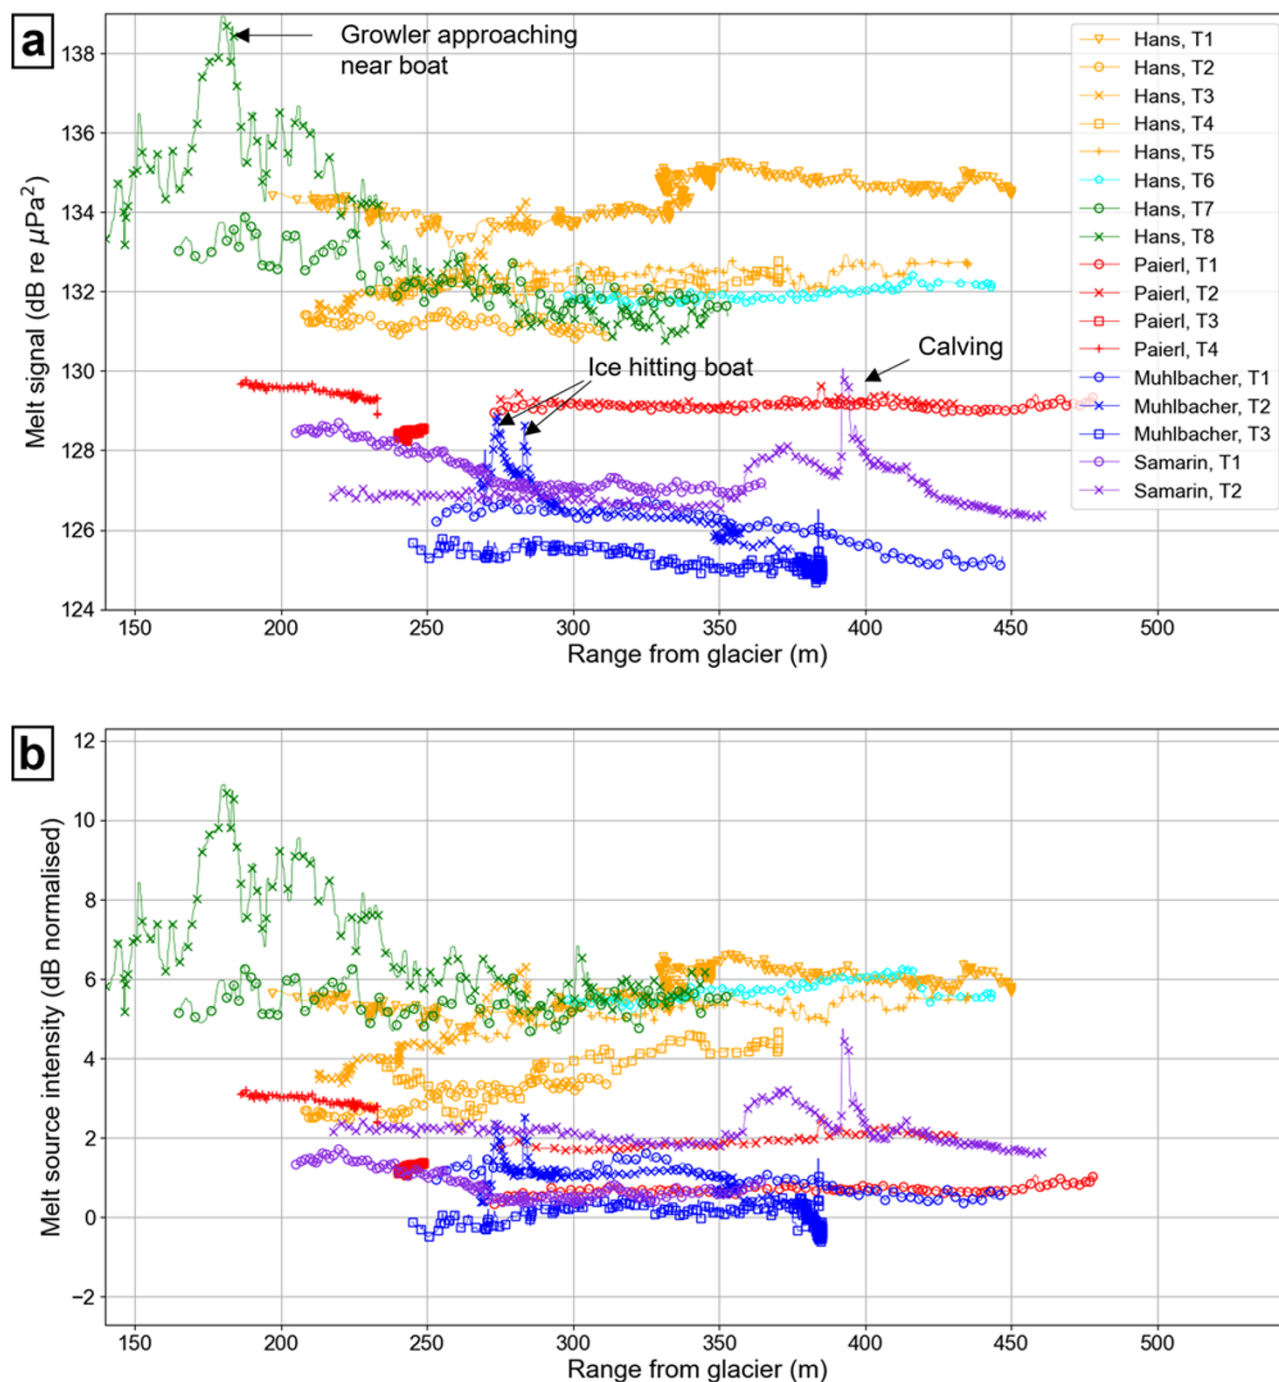 a
Growler approaching
near boat
Ice hitting boat
Calving
Hans, T1
Hans, T2
Hans, T3
Hans, T4
Hans, T5
Hans, T6
Hans, T7
Hans, T8
Paierl, T1
Paierl, T2
Paierl, T3
Paierl, T4
Muhlbacher, T1
Muhlbacher, T2
Muhlbacher, T3
Samarin, T1
Samarin, T2
Melt signal (dB re μPa²)
138
136
134
132
130
128
126
124
150 200 250 300 350 400 450 500
Range from glacier (m)
b
Melt source intensity (dB normalised)
12
10
8
6
4
2
0
−2
150 200 250 300 350 400 450 500
Range from glacier (m)